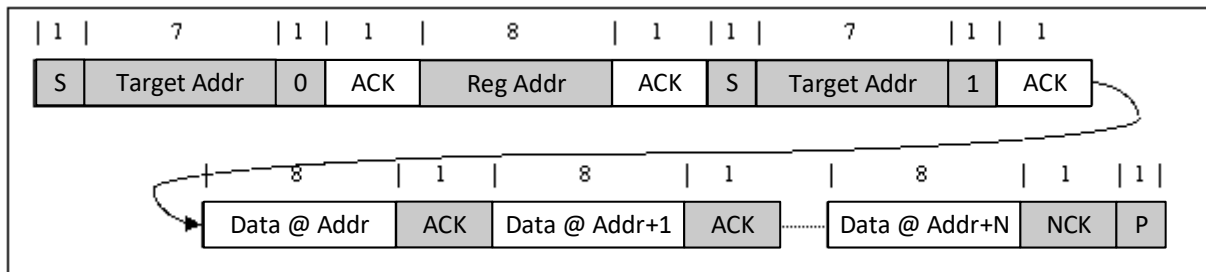 | 1 | 7 | 1 | 1 | 8 | 1 | 1 | 7 | 1 | 1
S Target Addr 0 ACK Reg Addr ACK S Target Addr 1 ACK
| 8 | 1 | 8 | 1 | 8 | 1 | 1 |
Data @ Addr ACK Data @ Addr+1 ACK Data @ Addr+N NCK P